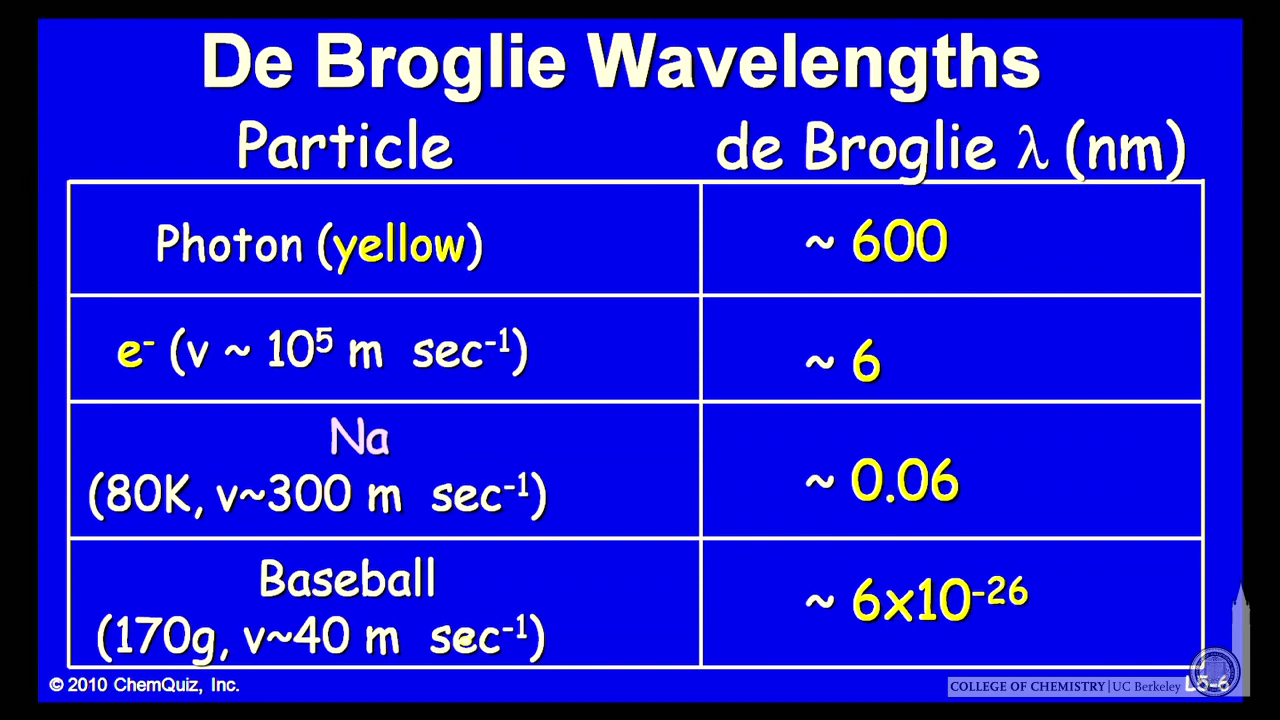 De Broglie Wavelengths
Particle de Broglie λ (nm)
Photon (yellow) ~ 600
e⁻ (v ~ 10⁵ m sec⁻¹) ~ 6
Na
(80K, v~300 m sec⁻¹) ~ 0.06
Baseball
(170g, v~40 m sec⁻¹) ~ 6x10⁻²⁶
© 2010 ChemQuiz, Inc.
COLLEGE OF CHEMISTRY | UC Berkeley